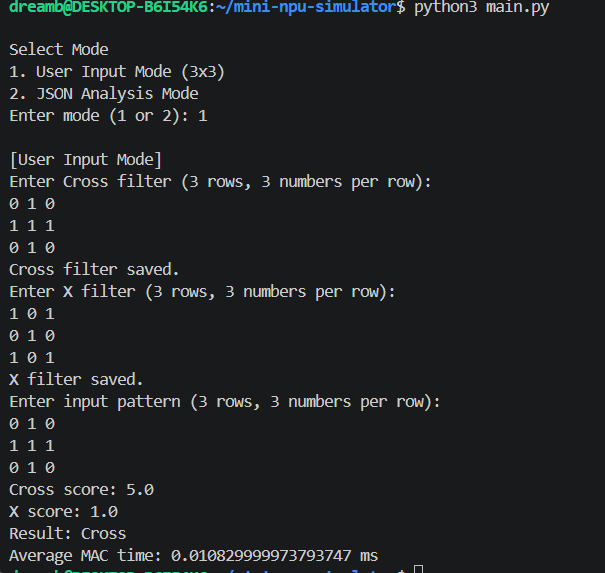 dreamb@DESKTOP-B6I54K6:~/mini-npu-simulator$ python3 main.py

Select Mode
1. User Input Mode (3x3)
2. JSON Analysis Mode
Enter mode (1 or 2): 1

[User Input Mode]
Enter Cross filter (3 rows, 3 numbers per row):
0 1 0
1 1 1
0 1 0
Cross filter saved.
Enter X filter (3 rows, 3 numbers per row):
1 0 1
0 1 0
1 0 1
X filter saved.
Enter input pattern (3 rows, 3 numbers per row):
0 1 0
1 1 1
0 1 0
Cross score: 5.0
X score: 1.0
Result: Cross
Average MAC time: 0.010829999973793747 ms